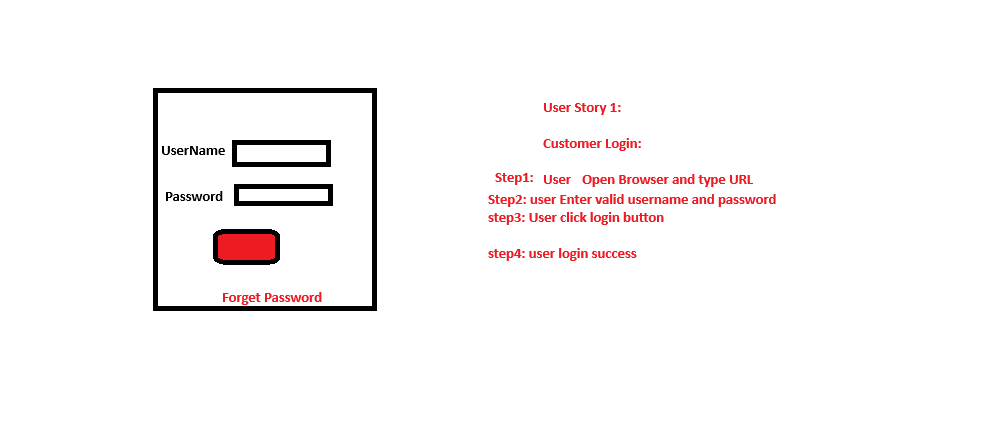 UserName
Password
Forget Password
User Story 1:
Customer Login:
Step1: User Open Browser and type URL
Step2: user Enter valid username and password
step3: User click login button
step4: user login success